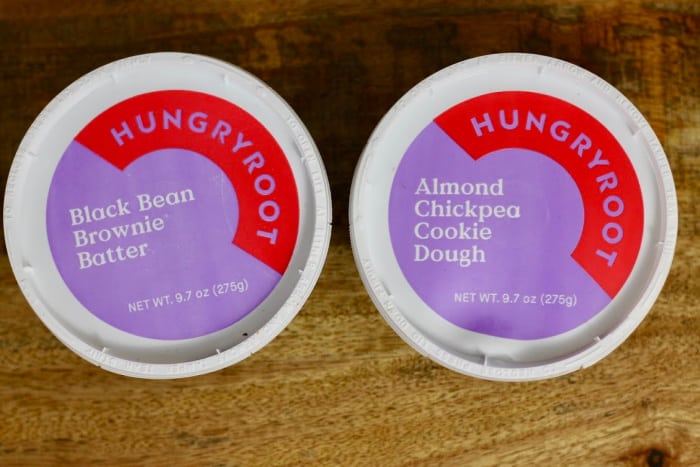 HUNGRYROOT
Black Bean
Brownie
Batter
NET WT. 9.7 oz (275g)
HUNGRYROOT
Almond
Chickpea
Cookie
Dough
NET WT. 9.7 oz (275g)